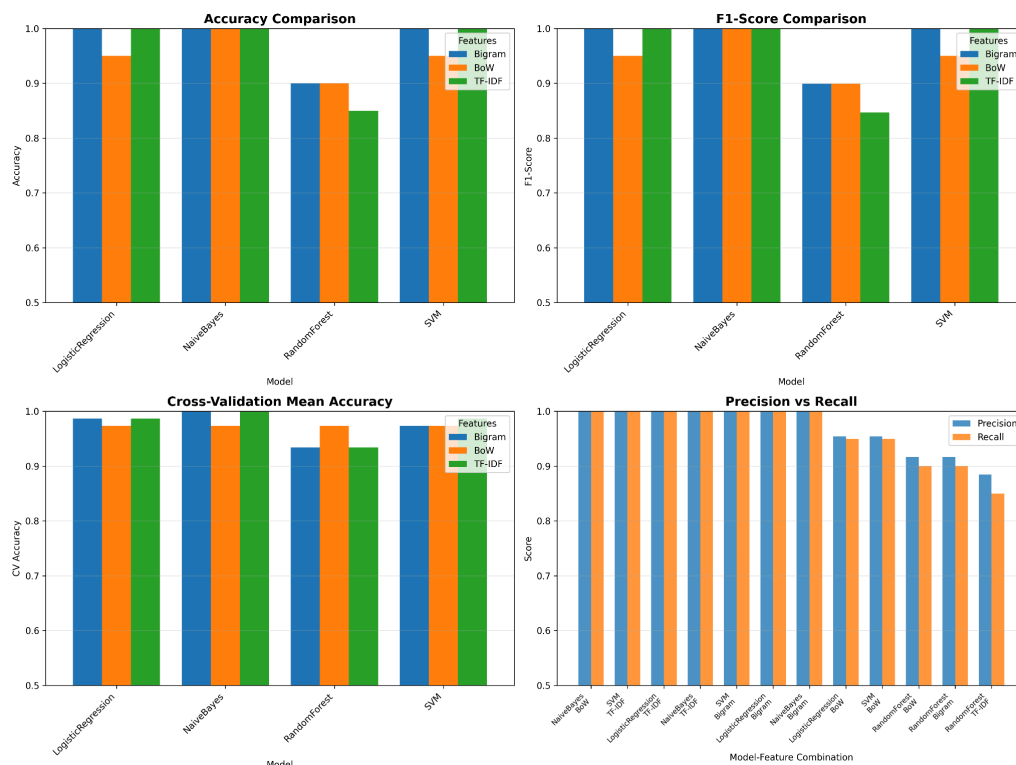 Accuracy Comparison
1.0
0.9
0.8
0.7
0.6
0.5
Accuracy
Features
Bigram
BoW
TF-IDF
LogisticRegression
NaiveBayes
RandomForest
SVM
Model
F1-Score Comparison
1.0
0.9
0.8
0.7
0.6
0.5
F1-Score
Features
Bigram
BoW
TF-IDF
LogisticRegression
NaiveBayes
RandomForest
SVM
Model
Cross-Validation Mean Accuracy
1.0
0.9
0.8
0.7
0.6
0.5
CV Accuracy
Features
Bigram
BoW
TF-IDF
LogisticRegression
NaiveBayes
RandomForest
SVM
Model
Precision vs Recall
1.0
0.9
0.8
0.7
0.6
0.5
Score
Precision
Recall
NaiveBayes
BoW
SVM
TF-IDF
LogisticRegression
TF-IDF
NaiveBayes
TF-IDF
SVM
Bigram
LogisticRegression
Bigram
NaiveBayes
Bigram
LogisticRegression
BoW
SVM
BoW
RandomForest
BoW
RandomForest
Bigram
RandomForest
TF-IDF
Model-Feature Combination